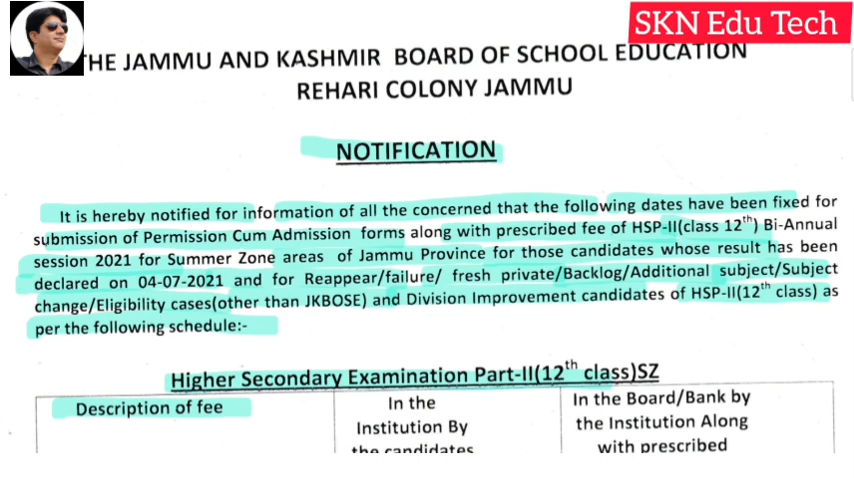 SKN Edu Tech
THE JAMMU AND KASHMIR BOARD OF SCHOOL EDUCATION
REHARI COLONY JAMMU
NOTIFICATION
It is hereby notified for information of all the concerned that the following dates have been fixed for
submission of Permission Cum Admission forms along with prescribed fee of HSP-II(class 12th) Bi-Annual
session 2021 for Summer Zone areas of Jammu Province for those candidates whose result has been
declared on 04-07-2021 and for Reappear/failure/ fresh private/Backlog/Additional subject/Subject
change/Eligibility cases(other than JKBOSE) and Division Improvement candidates of HSP-II(12th class) as
per the following schedule:-
Higher Secondary Examination Part-II(12th class)SZ
Description of fee
In the
Institution By
the candidates
In the Board/Bank by
the Institution Along
with prescribed